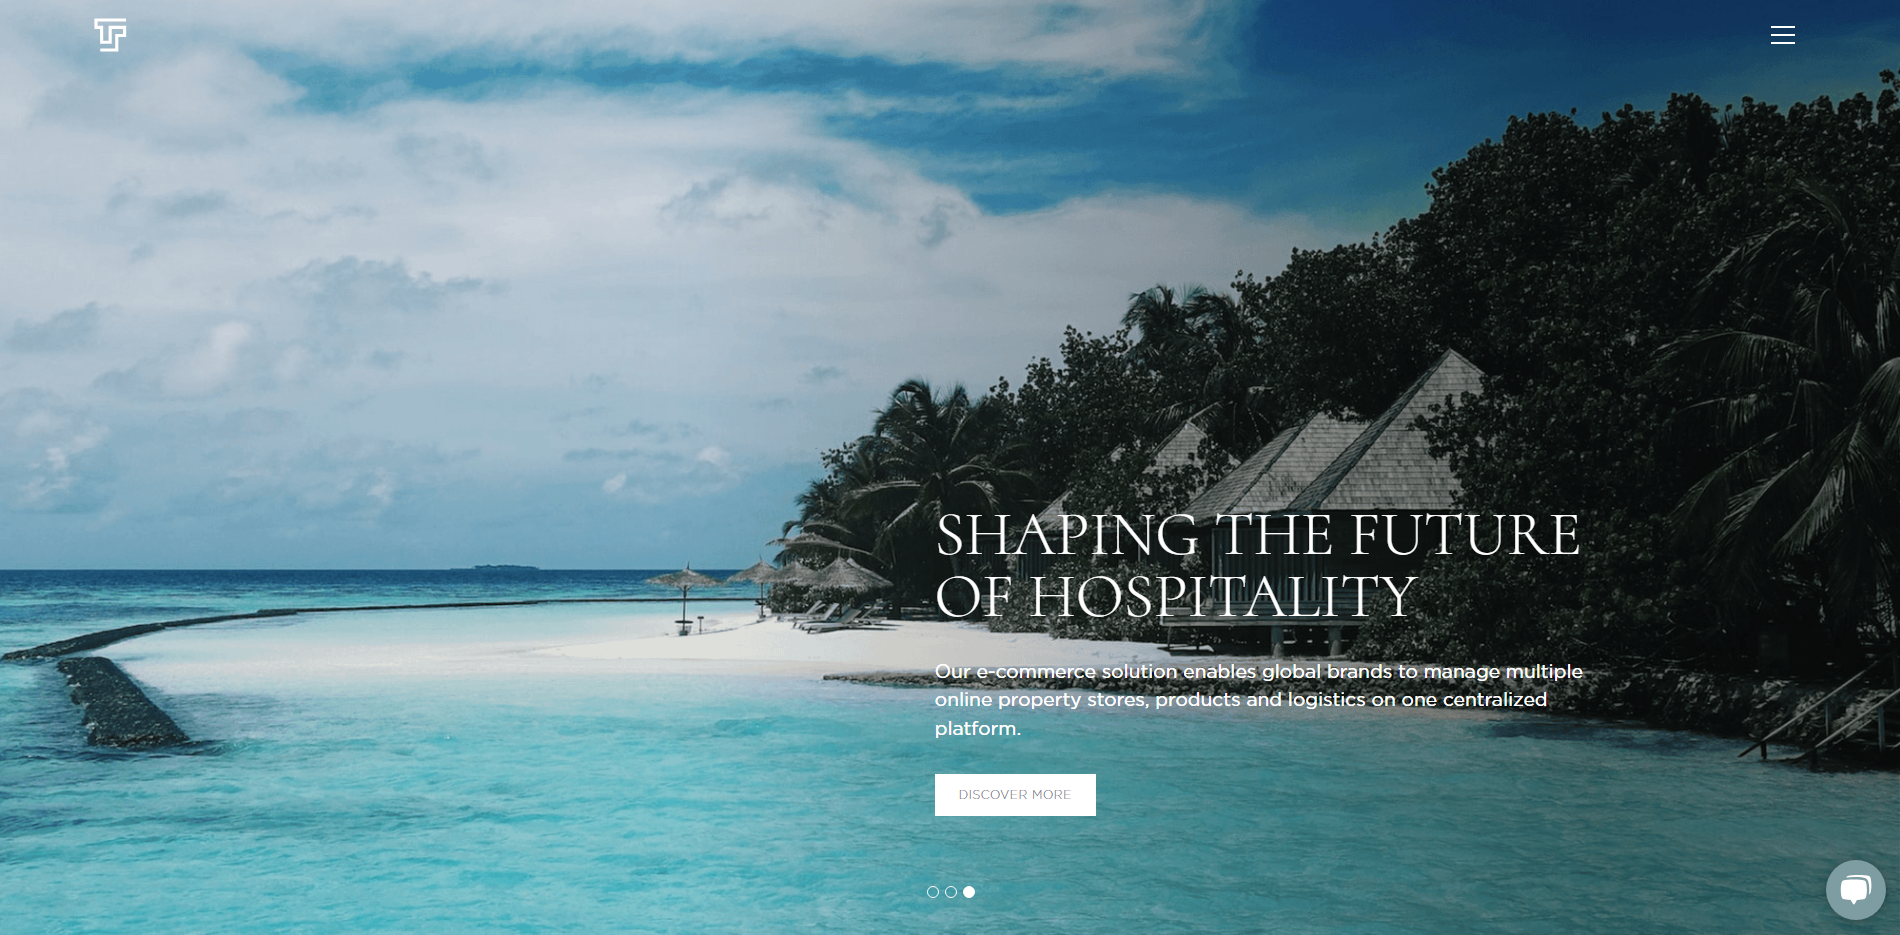 SHAPING THE FUTURE
OF HOSPITALITY
Our e-commerce solution enables global brands to manage multiple
online property stores, products and logistics on one centralized
platform.
DISCOVER MORE